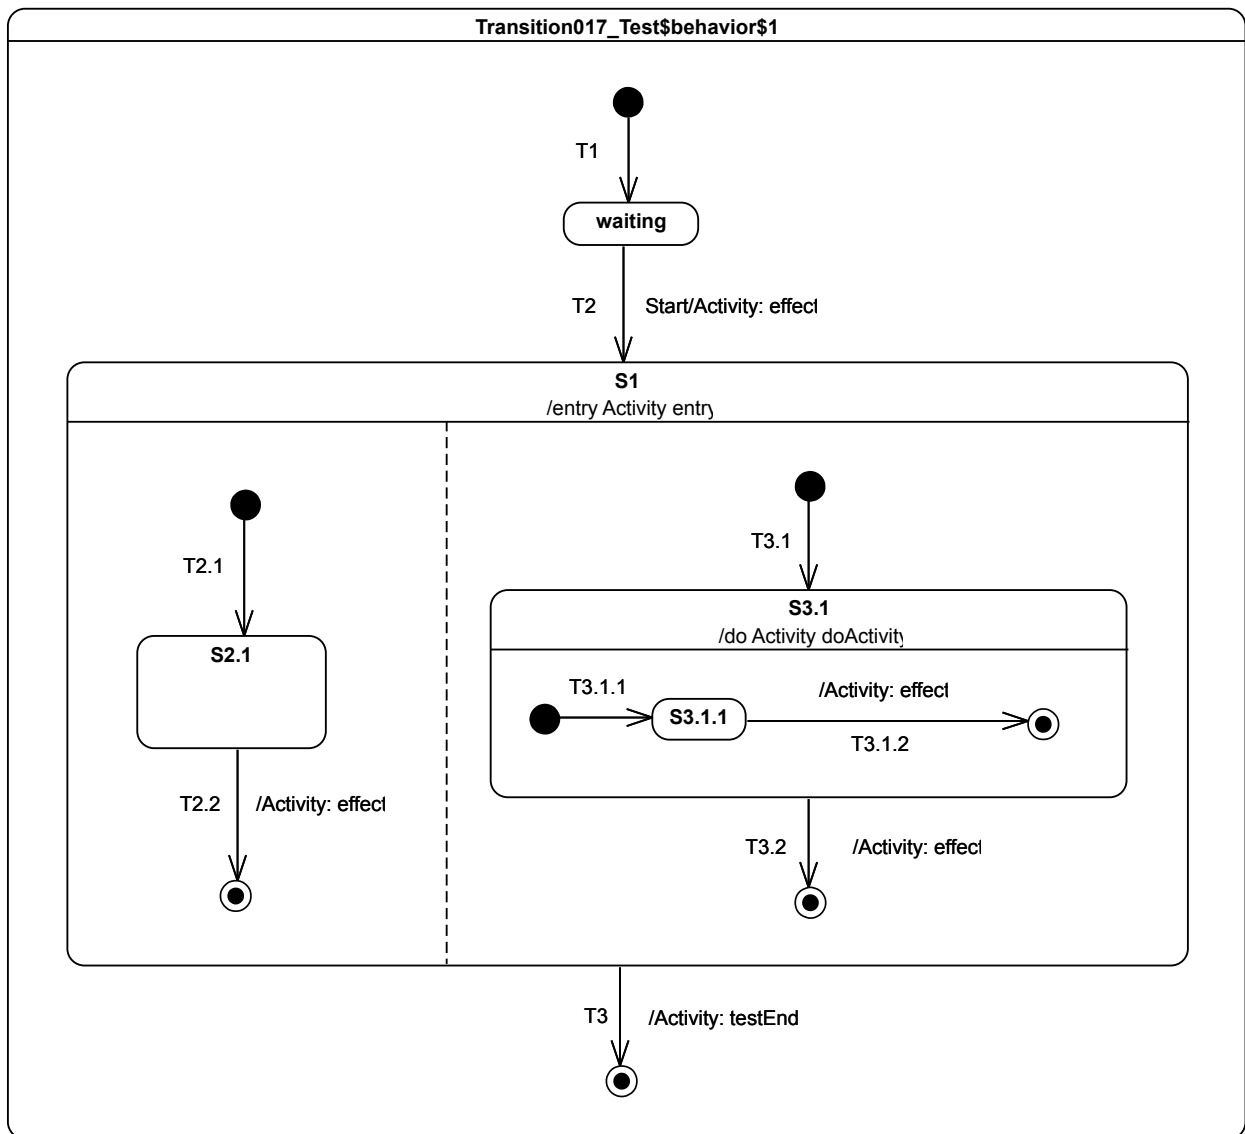 Transition017_Test$behavior$1
T1
waiting
T2 Start/Activity: effect
S1
/entry Activity entry
T2.1
T3.1
S2.1
S3.1
/do Activity doActivity
T3.1.1
/Activity: effect
S3.1.1
T3.1.2
T2.2 /Activity: effect
T3.2 /Activity: effect
T3 /Activity: testEnd